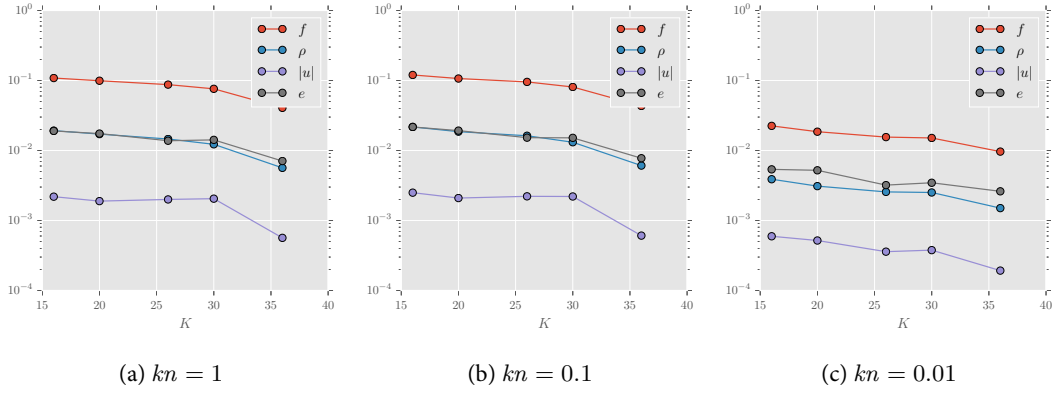 10^0
10^{-1}
10^{-2}
10^{-3}
10^{-4}
15 20 25 30 35 40
K
f
ρ
|u|
e
(a) kn = 1
10^0
10^{-1}
10^{-2}
10^{-3}
10^{-4}
15 20 25 30 35 40
K
f
ρ
|u|
e
(b) kn = 0.1
10^0
10^{-1}
10^{-2}
10^{-3}
10^{-4}
15 20 25 30 35 40
K
f
ρ
|u|
e
(c) kn = 0.01